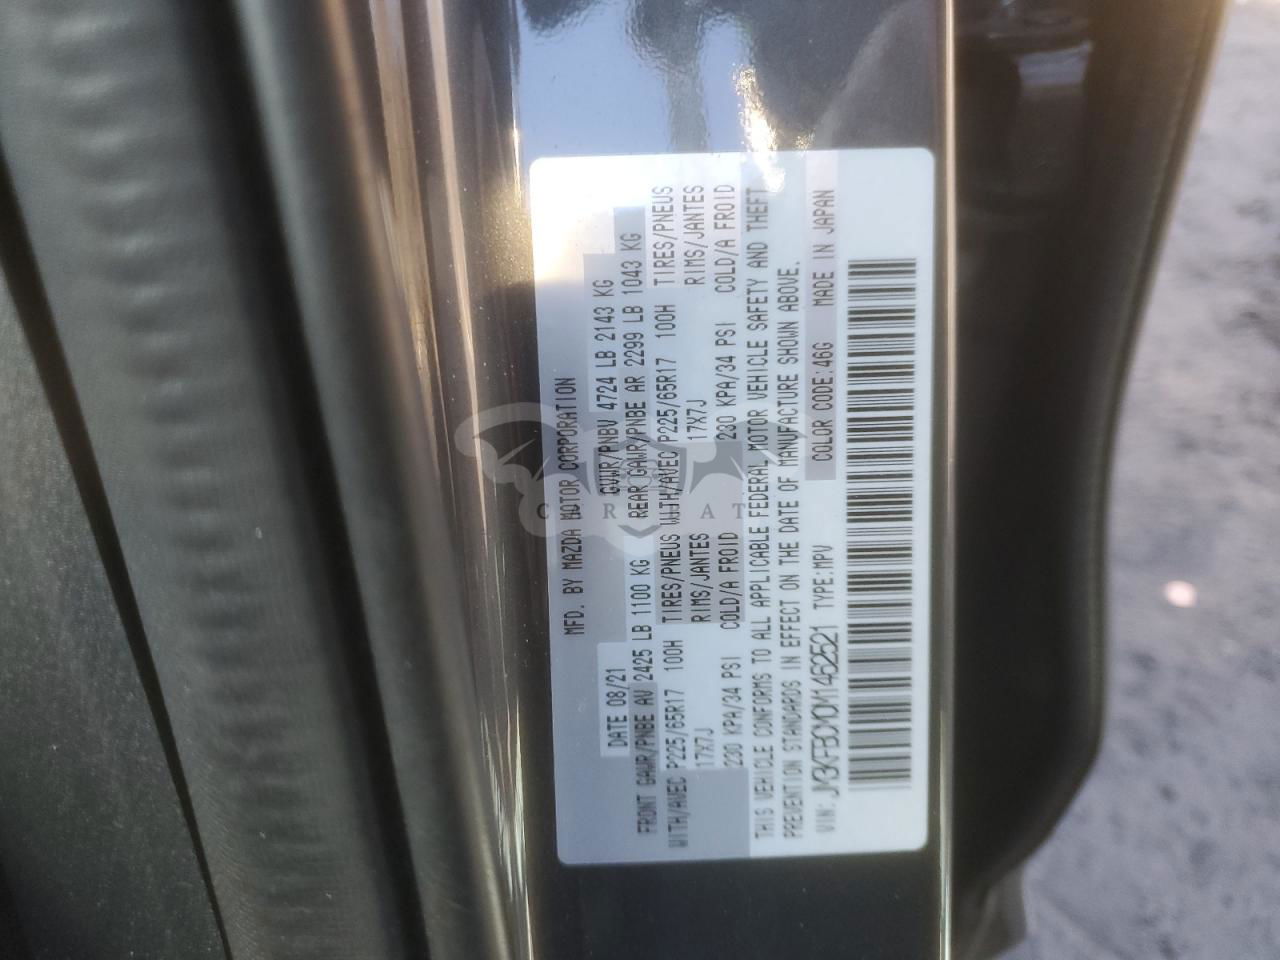 MFD. BY MAZDA MOTOR CORPORATION
DATE 08/21 GVWR/PNBV 4724 LB 2143 KG
FRONT GAWR/PNBE AV 2425 LB 1100 KG REAR GAWR/PNBE AR 2299 LB 1043 KG
WITH/AVEC P225/65R17 100H TIRES/PNEUS WITH/AVEC P225/65R17 100H TIRES/PNEUS
17X7J RIMS/JANTES 17X7J RIMS/JANTES
230 KPA/34 PSI COLD/A FROID 230 KPA/34 PSI COLD/A FROID
THIS VEHICLE CONFORMS TO ALL APPLICABLE FEDERAL MOTOR VEHICLE SAFETY AND THEFT
PREVENTION STANDARDS IN EFFECT ON THE DATE OF MANUFACTURE SHOWN ABOVE.
VIN: TYPE:MPV COLOR CODE:46G MADE IN JAPAN